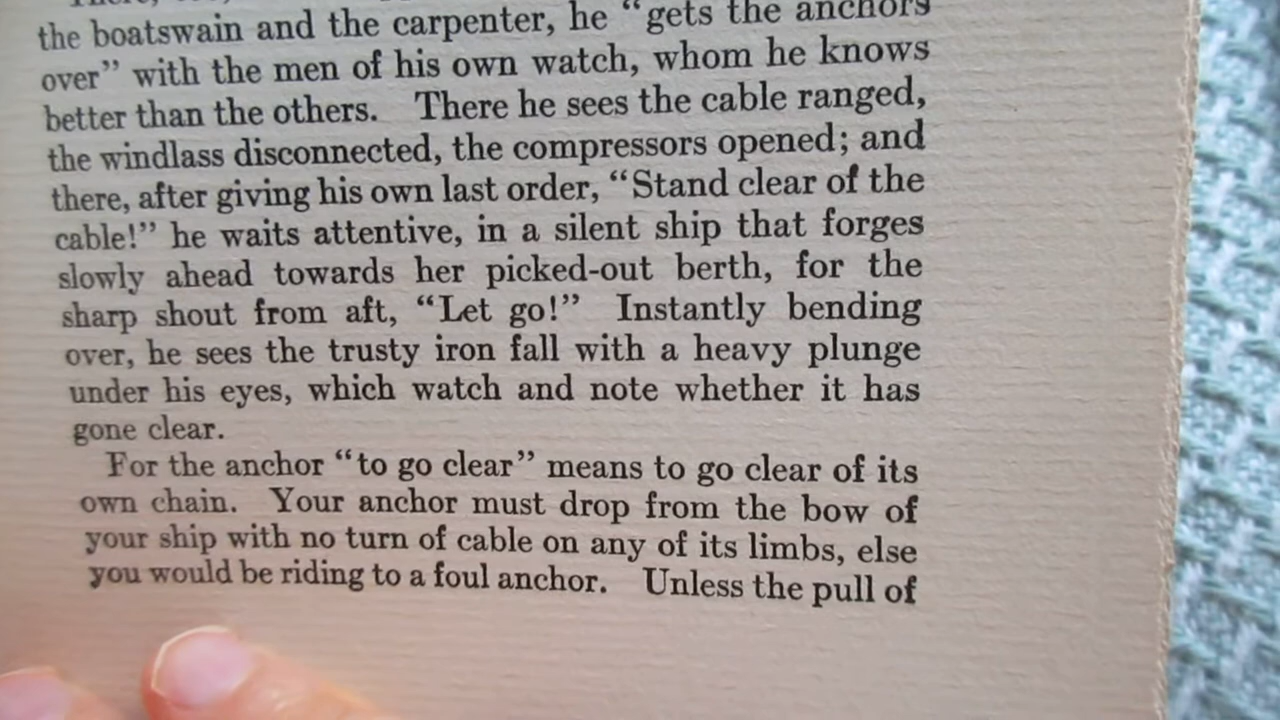 the boatswain and the carpenter, he “gets the anchors
over” with the men of his own watch, whom he knows
better than the others. There he sees the cable ranged,
the windlass disconnected, the compressors opened; and
there, after giving his own last order, “Stand clear of the
cable!” he waits attentive, in a silent ship that forges
slowly ahead towards her picked-out berth, for the
sharp shout from aft, “Let go!” Instantly bending
over, he sees the trusty iron fall with a heavy plunge
under his eyes, which watch and note whether it has
gone clear.
For the anchor “to go clear” means to go clear of its
own chain. Your anchor must drop from the bow of
your ship with no turn of cable on any of its limbs, else
you would be riding to a foul anchor. Unless the pull of